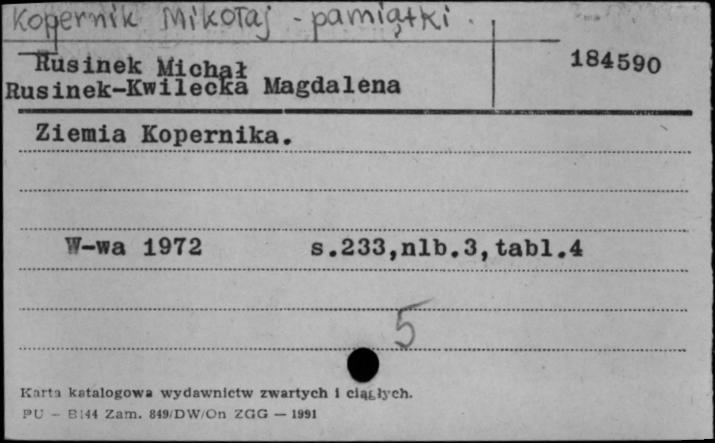 Kopernik Mikołaj - pamiątki.
Rusinek Michał
184590
Rusinek-Kwilecka Magdalena
Ziemia Kopernika.
W-wa 1972 s.233,nlb.3,tabl.4
5
Karta katalogowa wydawnictw zwartych i ciągłych.
PU - B144 Zam. 849/DW/On ZGG — 1991